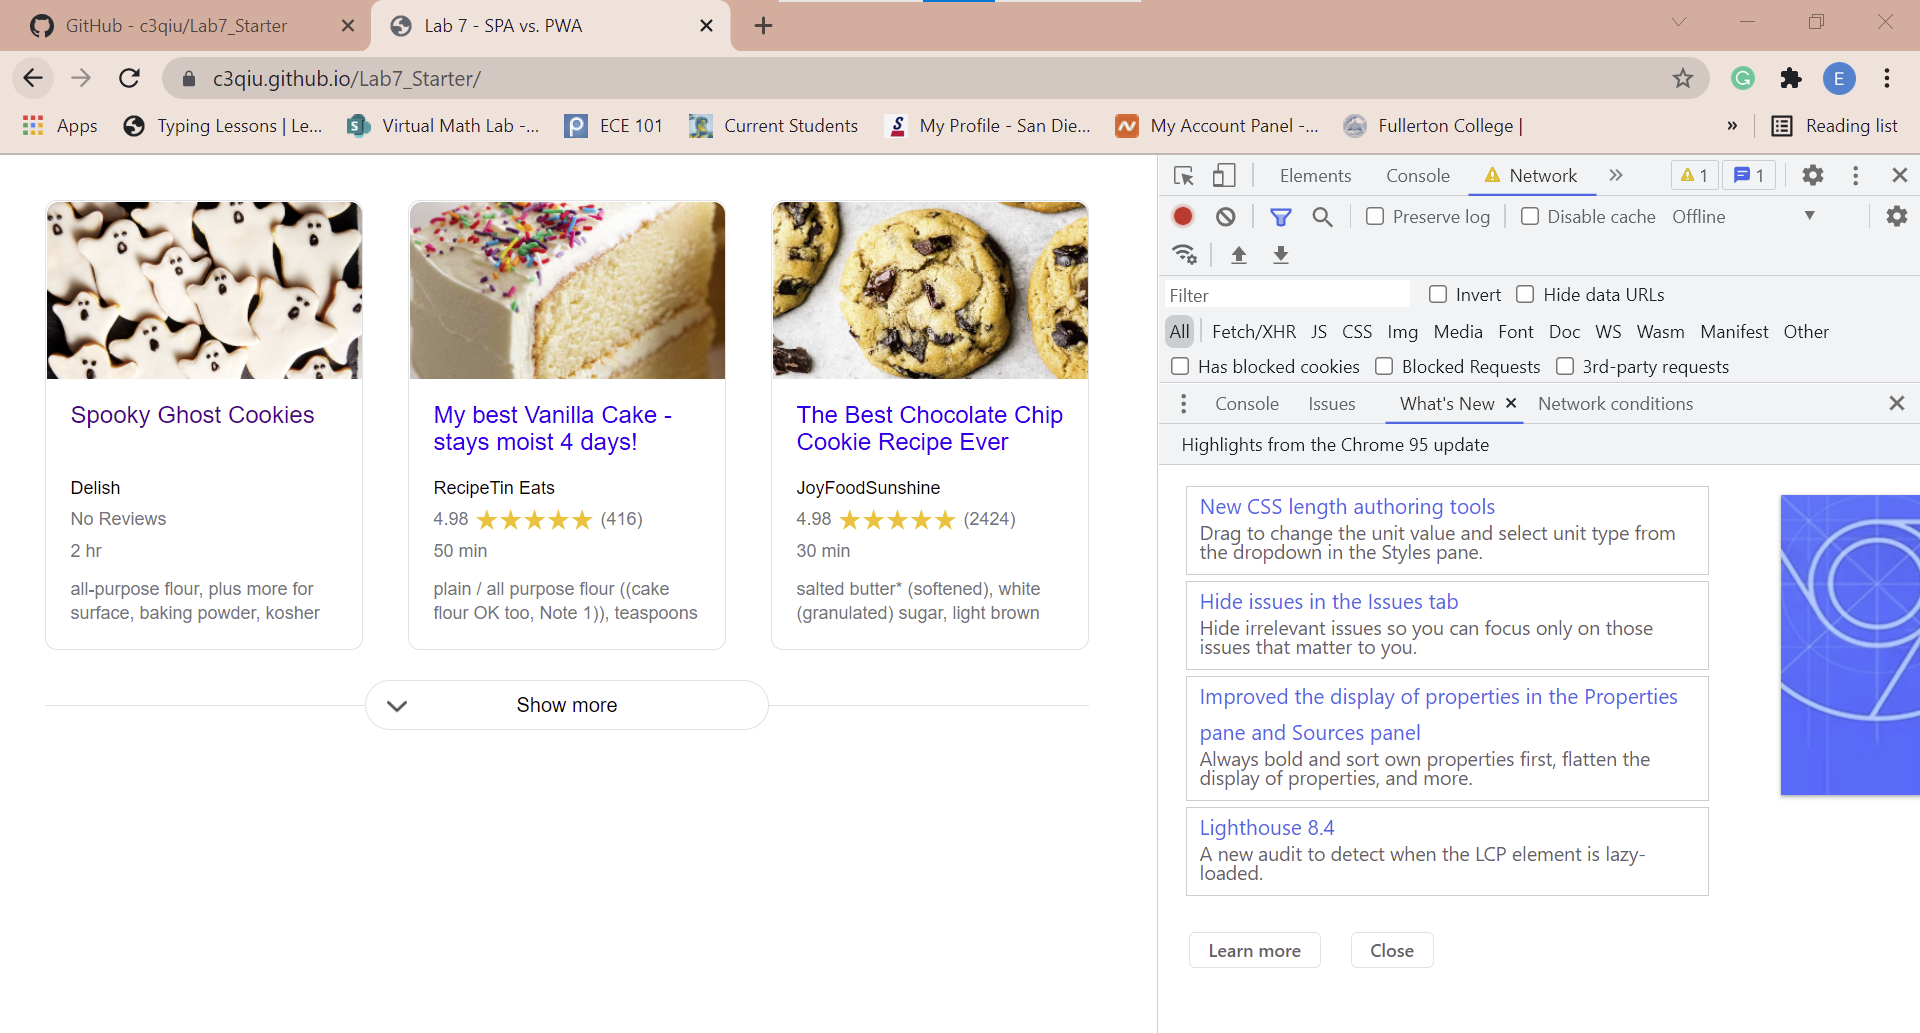 GitHub - c3qiu/Lab7_Starter
Lab 7 - SPA vs. PWA
c3qiu.github.io/Lab7_Starter/
E
Apps
Typing Lessons | Le...
Virtual Math Lab -...
ECE 101
Current Students
My Profile - San Die...
My Account Panel -...
Fullerton College |
»
Reading list
Spooky Ghost Cookies
Delish
No Reviews
2 hr
all-purpose flour, plus more for
surface, baking powder, kosher
My best Vanilla Cake -
stays moist 4 days!
RecipeTin Eats
4.98 ★★★★★ (416)
50 min
plain / all purpose flour ((cake
flour OK too, Note 1)), teaspoons
The Best Chocolate Chip
Cookie Recipe Ever
JoyFoodSunshine
4.98 ★★★★★ (2424)
30 min
salted butter* (softened), white
(granulated) sugar, light brown
Show more
Elements Console Network » 1 1
Preserve log Disable cache Offline
Filter Invert Hide data URLs
All Fetch/XHR JS CSS Img Media Font Doc WS Wasm Manifest Other
Has blocked cookies Blocked Requests 3rd-party requests
Console Issues What's New Network conditions
Highlights from the Chrome 95 update
New CSS length authoring tools
Drag to change the unit value and select unit type from
the dropdown in the Styles pane.
Hide issues in the Issues tab
Hide irrelevant issues so you can focus only on those
issues that matter to you.
Improved the display of properties in the Properties
pane and Sources panel
Always bold and sort own properties first, flatten the
display of properties, and more.
Lighthouse 8.4
A new audit to detect when the LCP element is lazy-
loaded.
Learn more Close